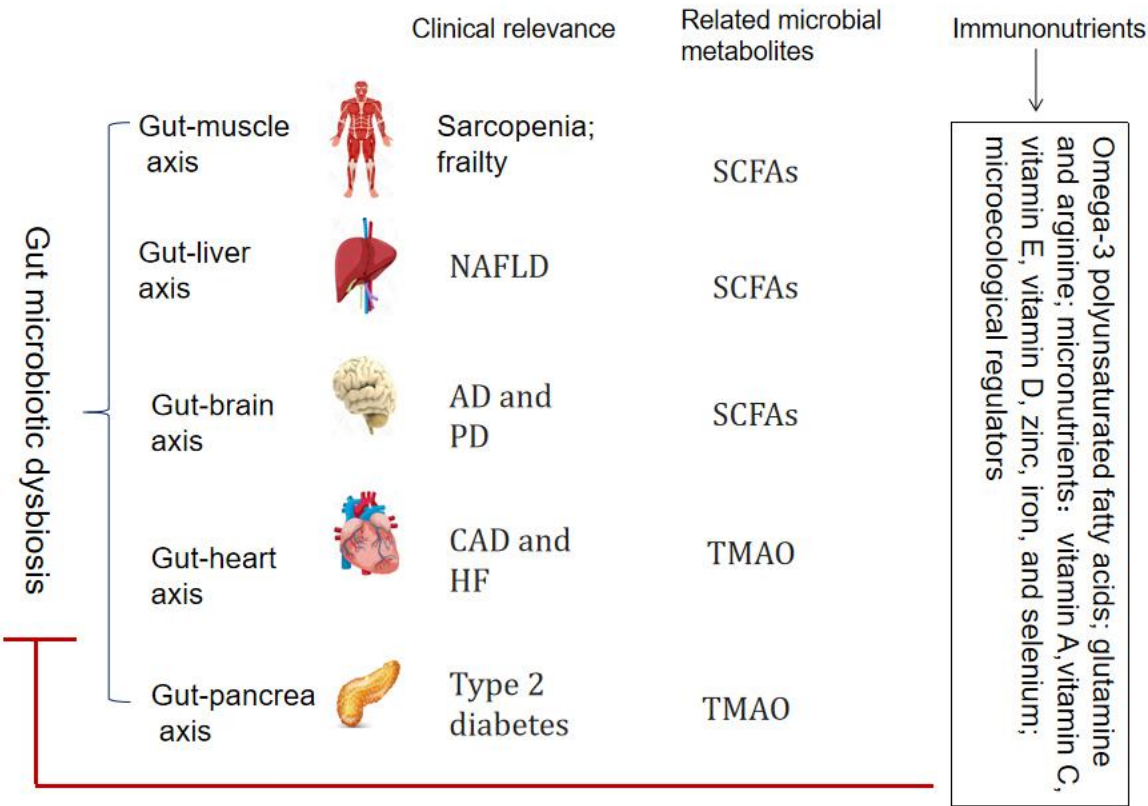 Clinical relevance
Related microbial
metabolites
Immunonutrients
Gut microbiotic dysbiosis
Gut-muscle
axis
Sarcopenia;
frailty
SCFAs
Gut-liver
axis
NAFLD
SCFAs
Gut-brain
axis
AD and
PD
SCFAs
Gut-heart
axis
CAD and
HF
TMAO
Gut-pancrea
axis
Type 2
diabetes
TMAO
Omega-3 polyunsaturated fatty acids; glutamine
and arginine; micronutrients: vitamin A,vitamin C,
vitamin E, vitamin D, zinc, iron, and selenium;
microecological regulators